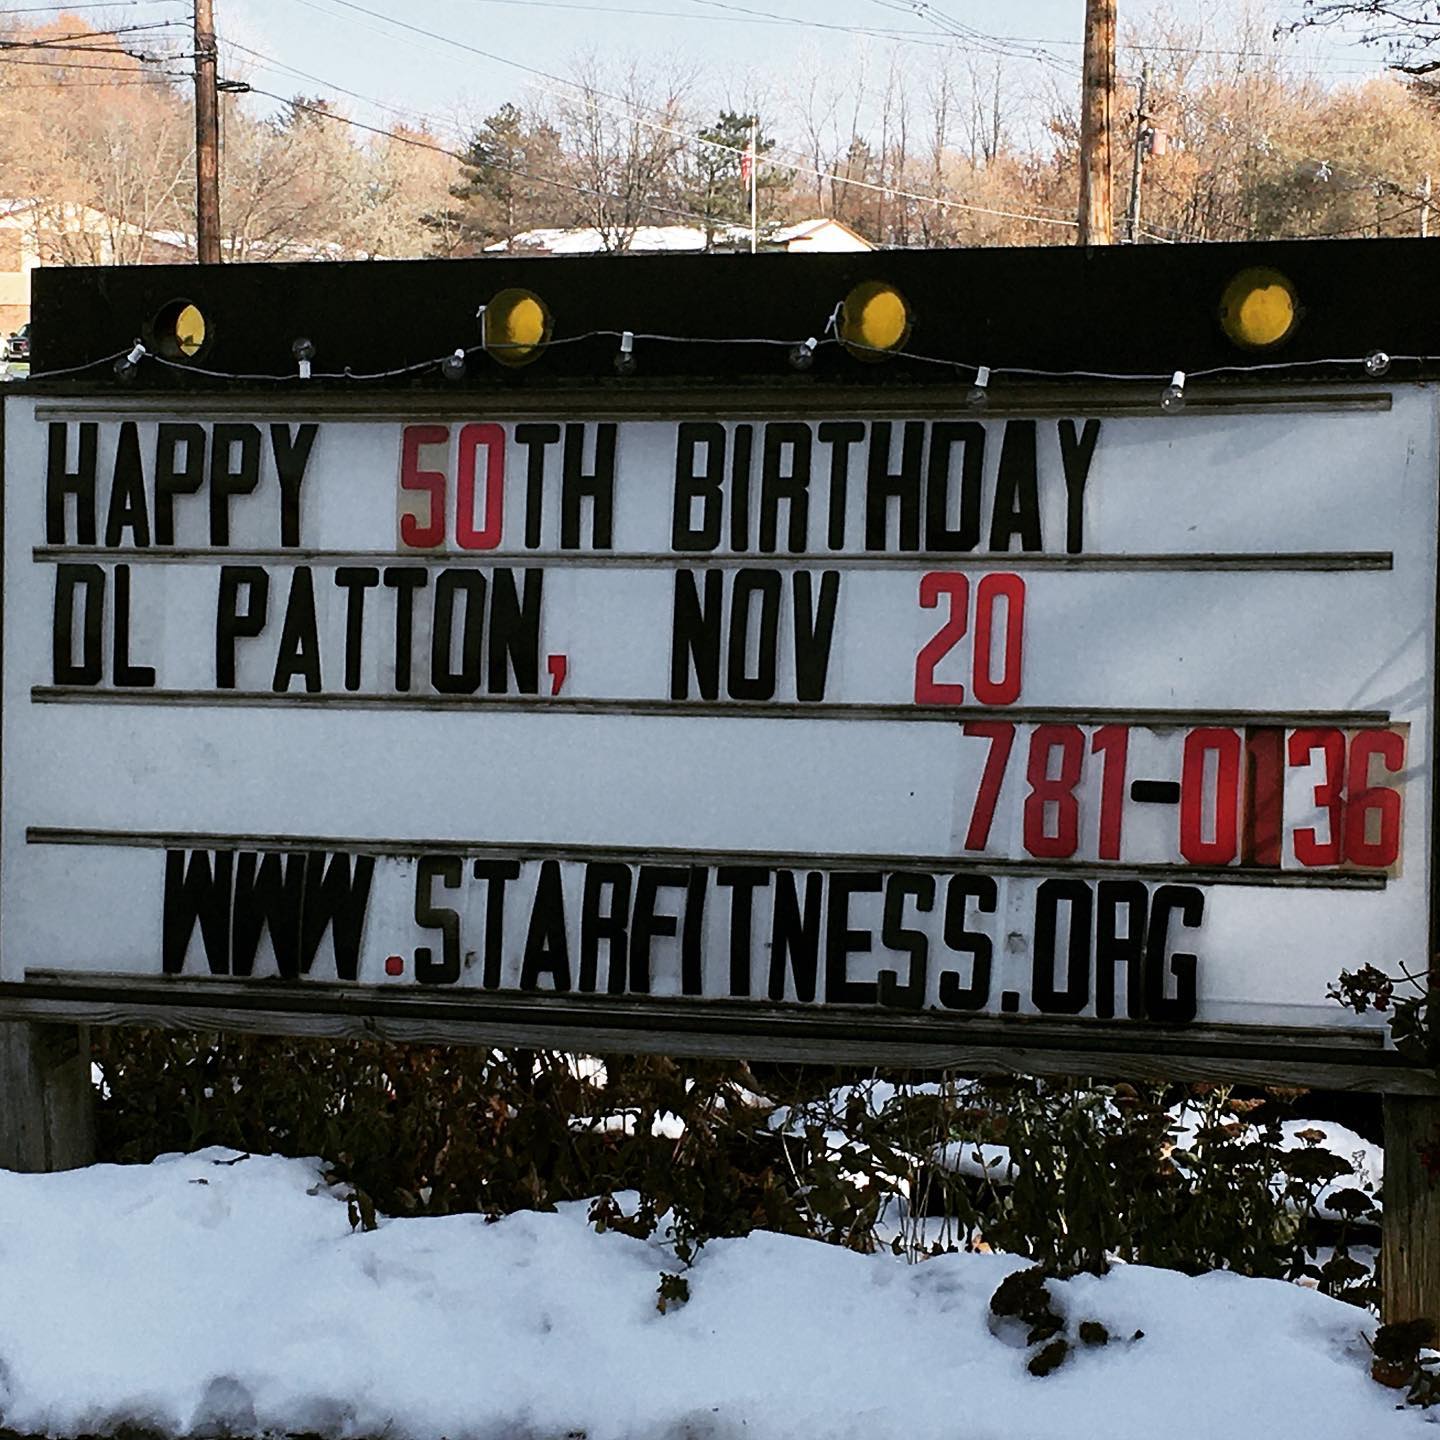 HAPPY 50TH BIRTHDAY
DL PATTON, NOV 20
781-0136
WWW.STARFITNESS.ORG